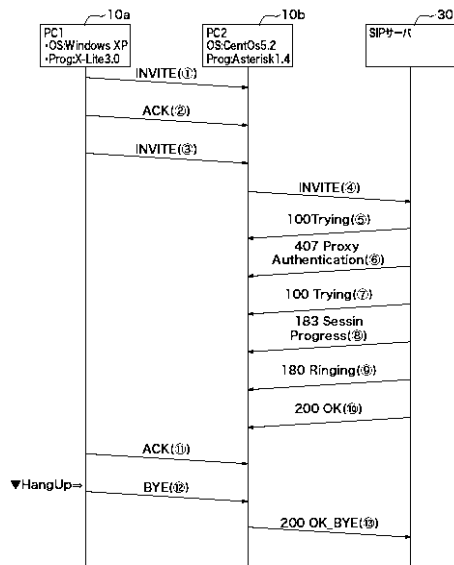 10a
10b
30
PC1
•OS:Windows XP
•Prog:X-Lite3.0
PC2
OS:CentOs5.2
Prog:Asterisk1.4
SIPサーバ
INVITE(①)
ACK(②)
INVITE(③)
INVITE(④)
100Trying(⑤)
407 Proxy
Authentication(⑥)
100 Trying(⑦)
183 Sessin
Progress(⑧)
180 Ringing(⑨)
200 OK(⑩)
ACK(⑪)
▼HangUp⇒
BYE(⑫)
200 OK_BYE(⑬)